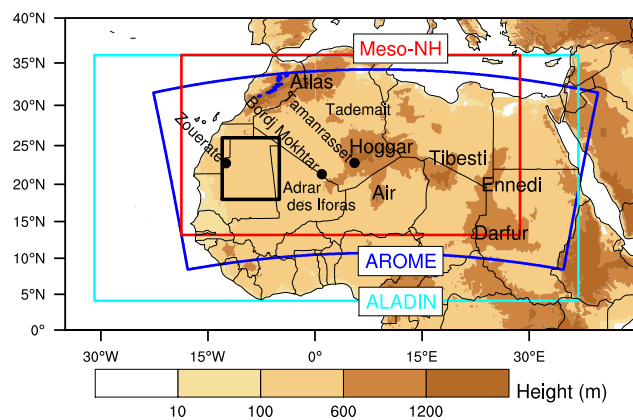 40°N
35°N
30°N
25°N
20°N
15°N
10°N
5°N
0°
Meso-NH
Atlas
Tademait
Bordj Mokhtar
Tamanrasset
Zouerate
Hoggar
Tibesti
Adrar
des Iforas
Air
Ennedi
Darfur
AROME
ALADIN
30°W 15°W 0° 15°E 30°E
10 100 600 1200 Height (m)